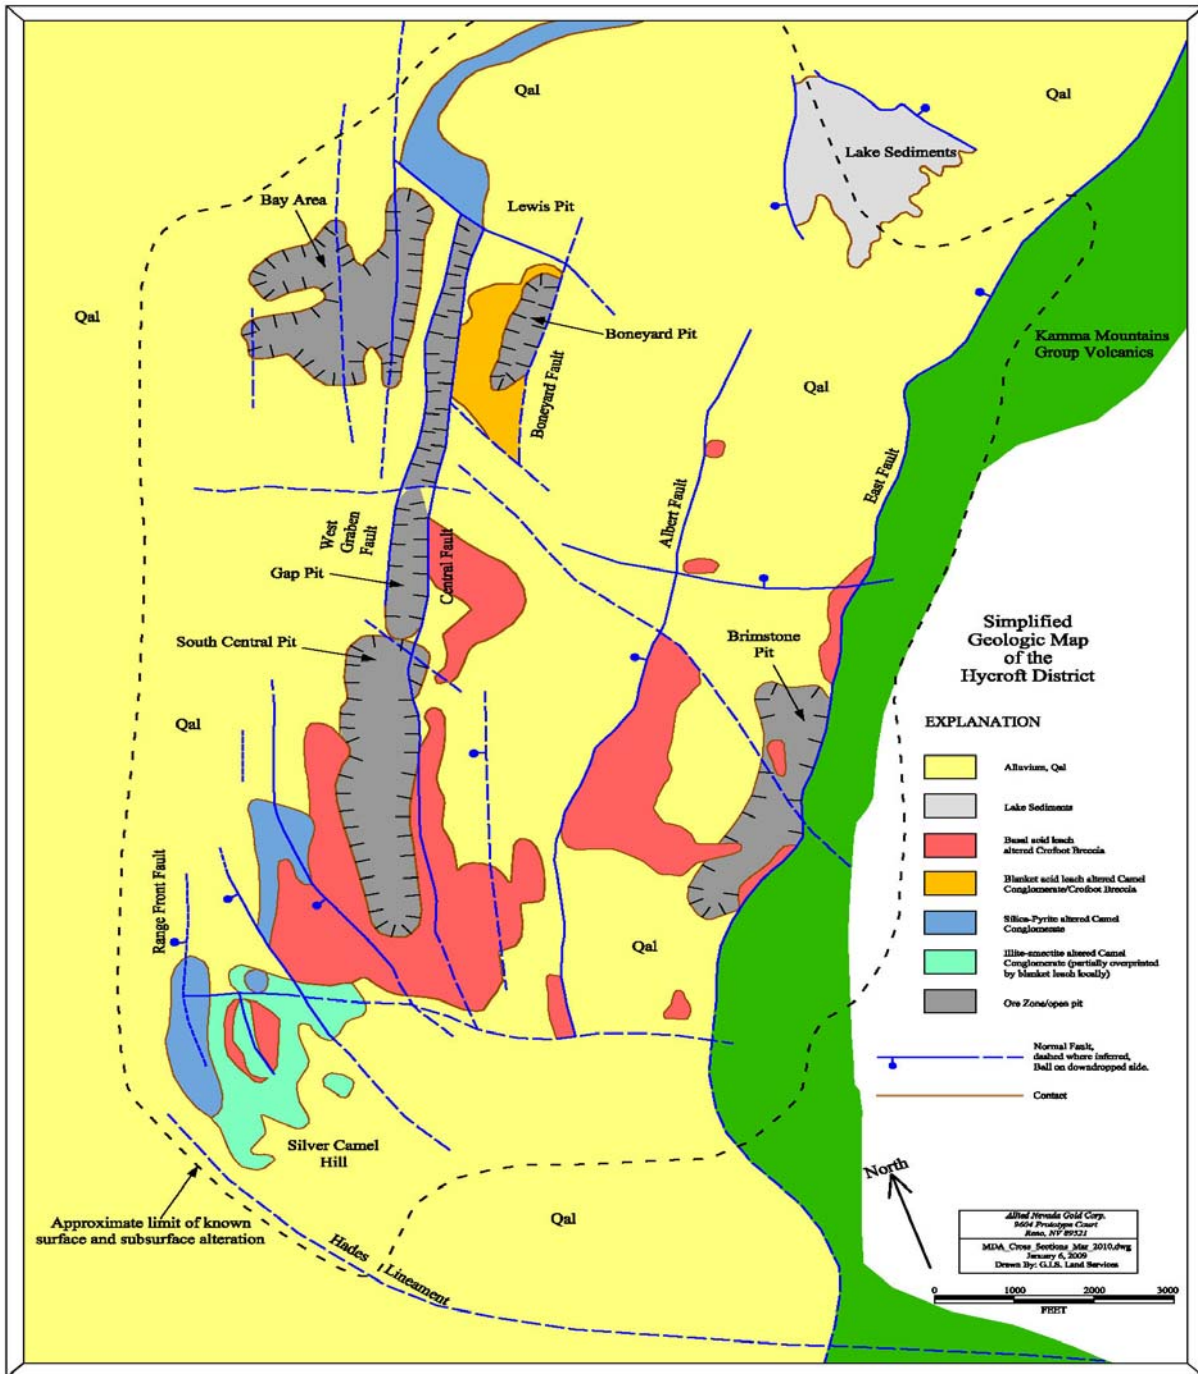 Qal
Qal
Lake Sediments
Bay Area
Lewis Pit
Qal
Boneyard Pit
Kamma Mountains
Group Volcanics
Boneyard Fault
Qal
East Fault
Albert Fault
West
Graben
Fault
Central Fault
Gap Pit
South Central Pit
Brimstone
Pit
Qal
Range Front Fault
Qal
Silver Camel
Hill
Approximate limit of known
surface and subsurface alteration
Hades
Lineament
Qal
Simplified
Geologic Map
of the
Hycroft District
EXPLANATION
Alluvium, Qal
Lake Sediments
Basal acid leach
altered Crofoot Breccia
Blanket acid leach altered Camel
Conglomerate/Crofoot Breccia
Silica-Pyrite altered Camel
Conglomerate
Illite-smectite altered Camel
Conglomerate (partially overprinted
by blanket leach locally)
Ore Zone/open pit
Normal Fault,
dashed where inferred,
Ball on downdropped side.
Contact
North
Allied Nevada Gold Corp.
9604 Prototype Court
Reno, NV 89521
MDA_Cross_Sections_Mar_2010.dwg
January 6, 2009
Drawn By: G.I.S. Land Services
0 1000 2000 3000
FEET